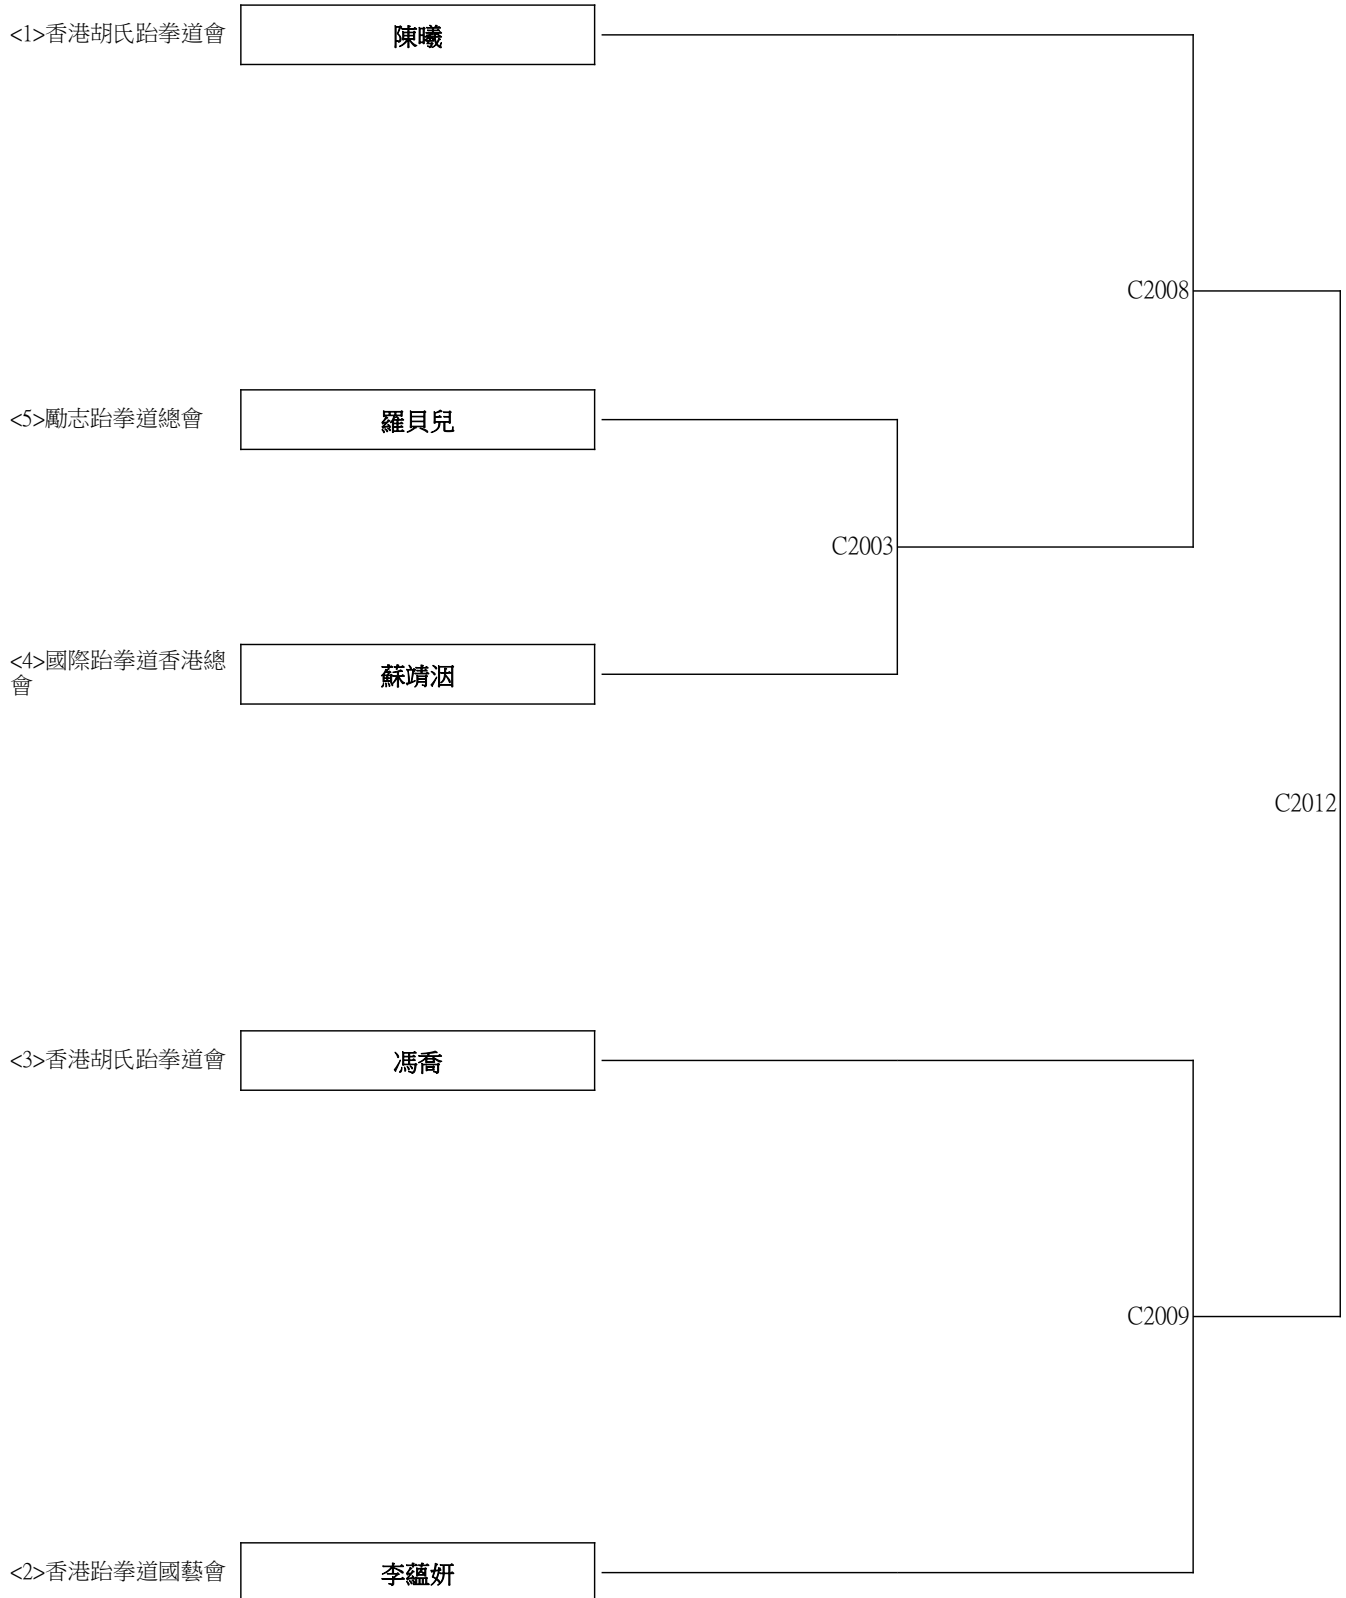 <1>香港胡氏跆拳道會
陳曦
C2008
<5>勵志跆拳道總會
羅貝兒
C2003
<4>國際跆拳道香港總
會
蘇靖洇
C2012
<3>香港胡氏跆拳道會
馮喬
C2009
<2>香港跆拳道國藝會
李蘊妍